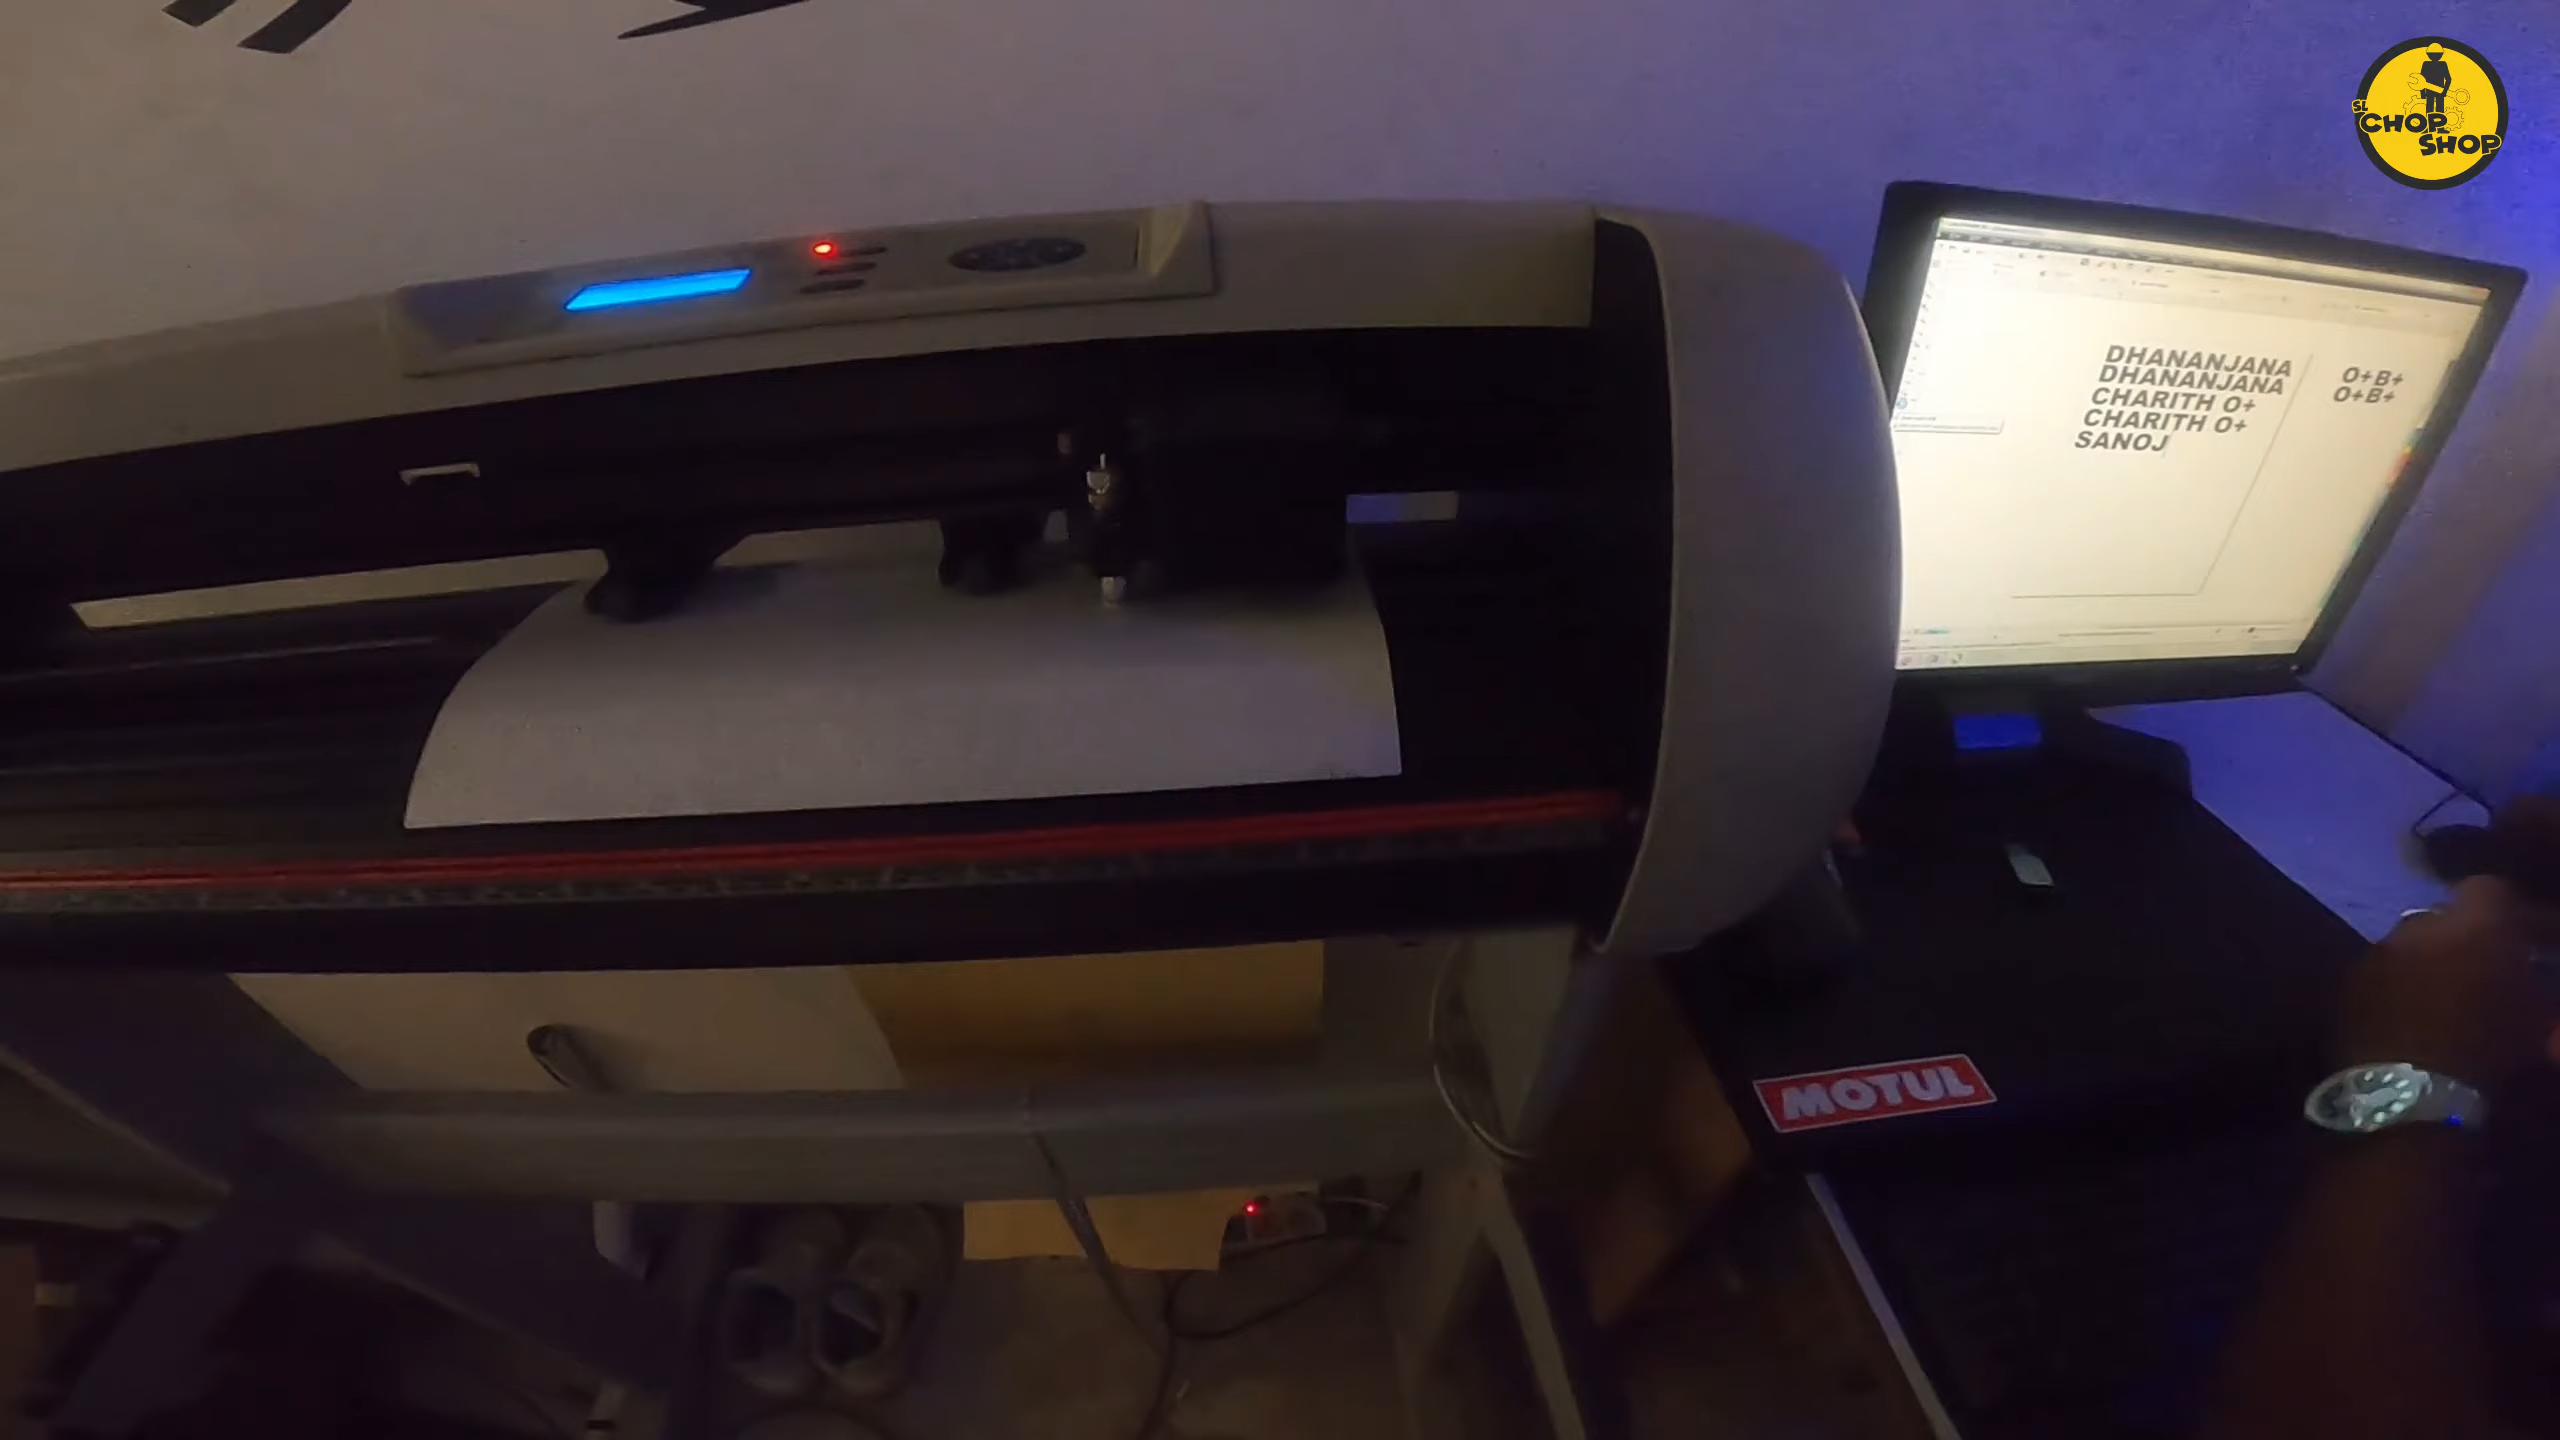 SL
CHOP
SHOP
DHANANJANA
DHANANJANA
CHARITH O+
CHARITH O+
SANOJ
O+B+
O+B+
MOTUL